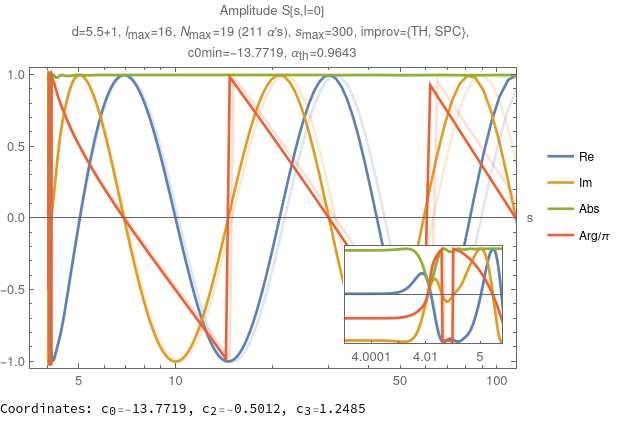 Amplitude S[s,l=0]
d=5.5+1, lmax=16, Nmax=19 (211 α's), smax=300, improv={TH, SPC},
c0min=−13.7719, αth=0.9643
1.0
0.5
0.0
−0.5
−1.0
5
10
50
100
s
4.0001
4.01
5
Re
Im
Abs
Arg/π
Coordinates: c0=-13.7719, c2=-0.5012, c3=1.2485